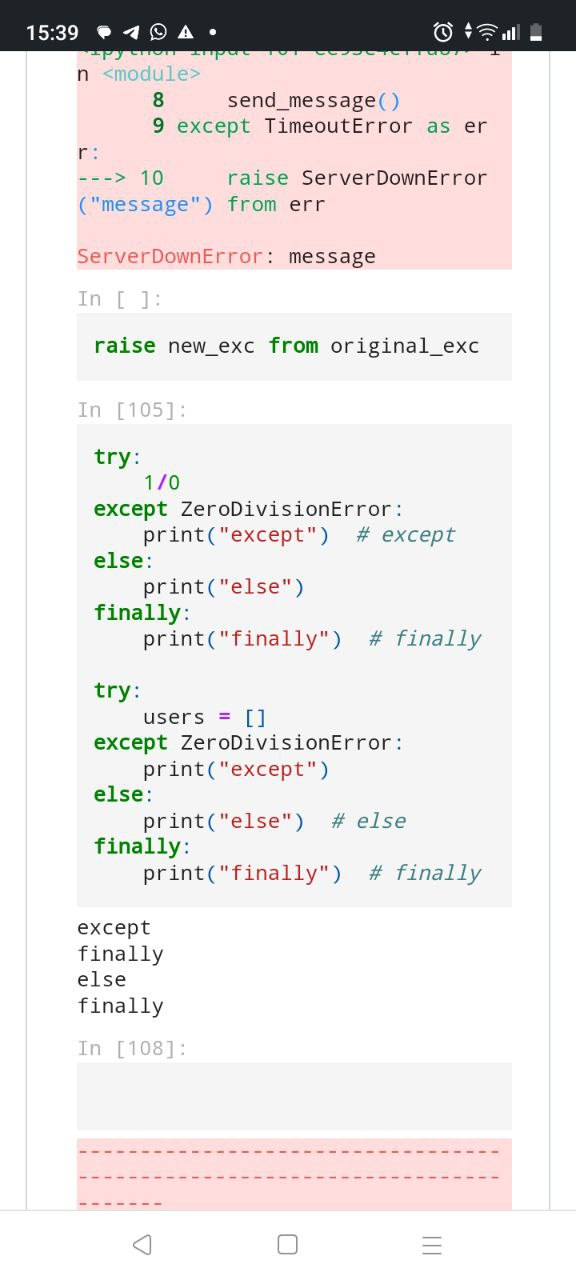 15:39
n <module>
8 send_message()
9 except TimeoutError as er
r:
---> 10 raise ServerDownError
("message") from err
ServerDownError: message
In [ ]:
raise new_exc from original_exc
In [105]:
try:
1/0
except ZeroDivisionError:
print("except") # except
else:
print("else")
finally:
print("finally") # finally
try:
users = []
except ZeroDivisionError:
print("except")
else:
print("else") # else
finally:
print("finally") # finally
except
finally
else
finally
In [108]:
----------------------------------
----------------------------------
-------